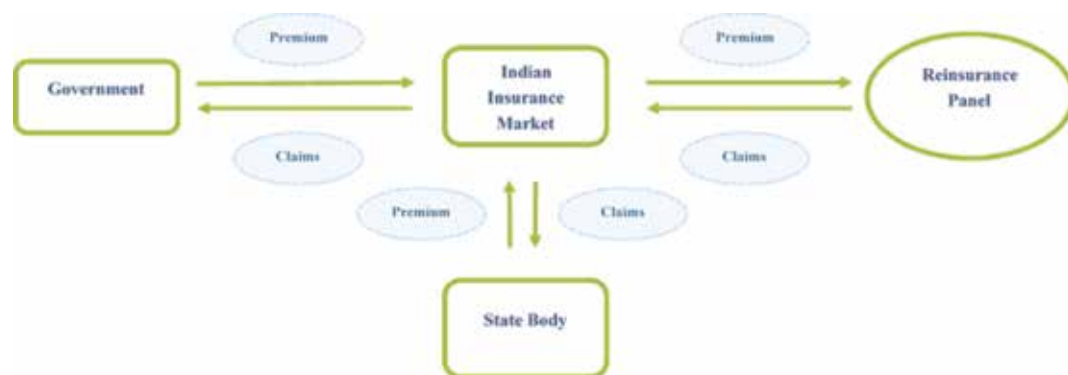 Premium
Premium
Government
Indian
Insurance
Market
Reinsurance
Panel
Claims
Claims
Premium
Claims
State Body